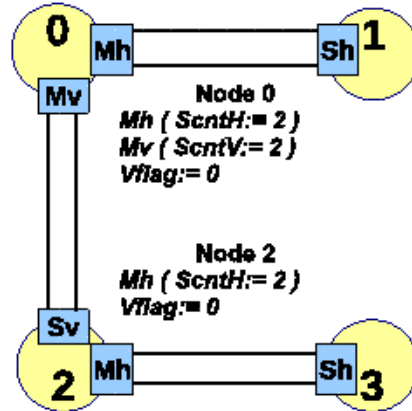 0
1
Mh
Sh
Mv
Node 0
Mh ( ScntH:= 2 )
Mv ( ScntV:= 2 )
Vflag:= 0
Node 2
Mh ( ScntH:= 2 )
Vflag:= 0
Sv
2
Mh
Sh
3